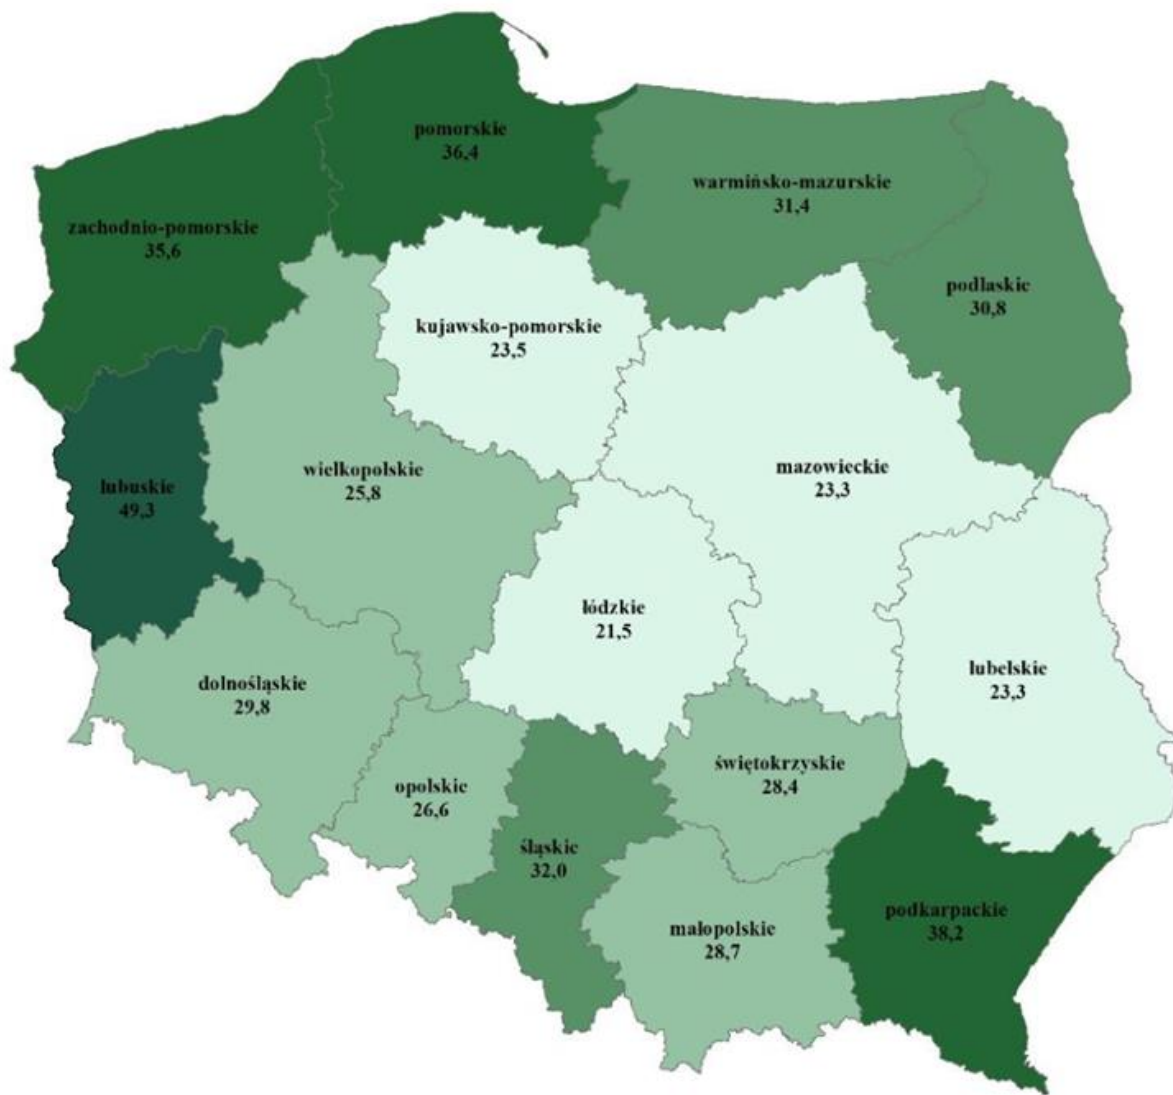 pomorskie
36,4
warmińsko-mazurskie
31,4
zachodnio-pomorskie
35,6
podlaskie
30,8
kujawsko-pomorskie
23,5
wielkopolskie
25,8
mazowieckie
23,3
lubuskie
49,3
łódzkie
21,5
lubelskie
23,3
dolnośląskie
29,8
świętokrzyskie
28,4
opolskie
26,6
śląskie
32,0
podkarpackie
38,2
małopolskie
28,7